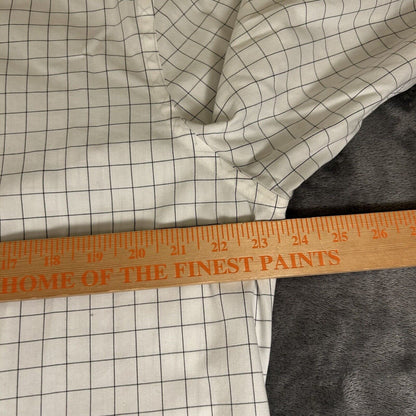 17 18 19 20 21 22 23 24 25 26
HOME OF THE FINEST PAINTS